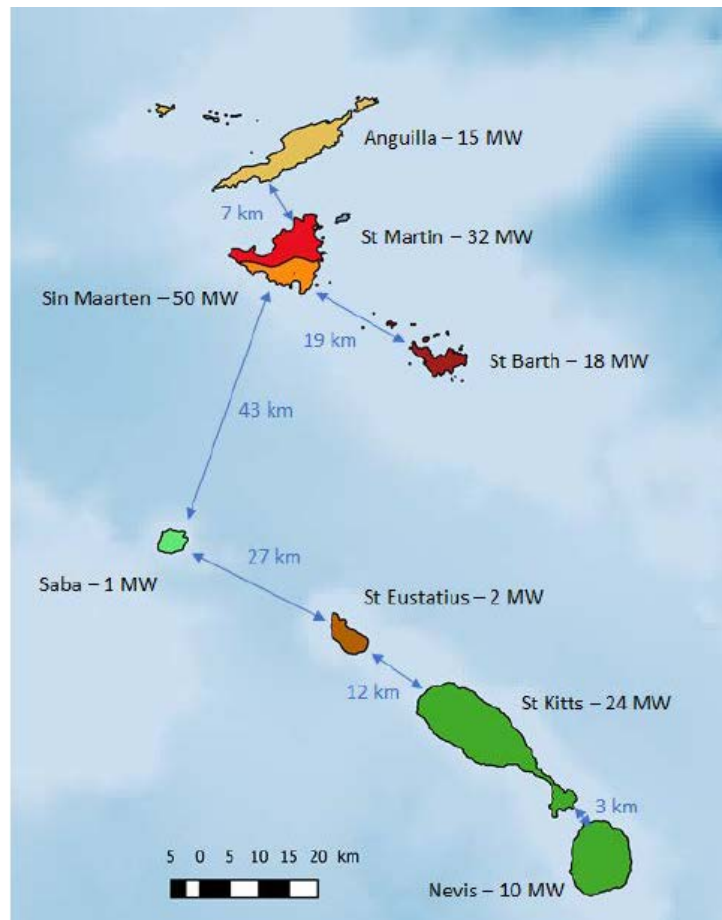 Anguilla – 15 MW
7 km
St Martin – 32 MW
Sin Maarten – 50 MW
19 km
St Barth – 18 MW
43 km
27 km
Saba – 1 MW
St Eustatius – 2 MW
12 km
St Kitts – 24 MW
3 km
5 0 5 10 15 20 km
Nevis – 10 MW